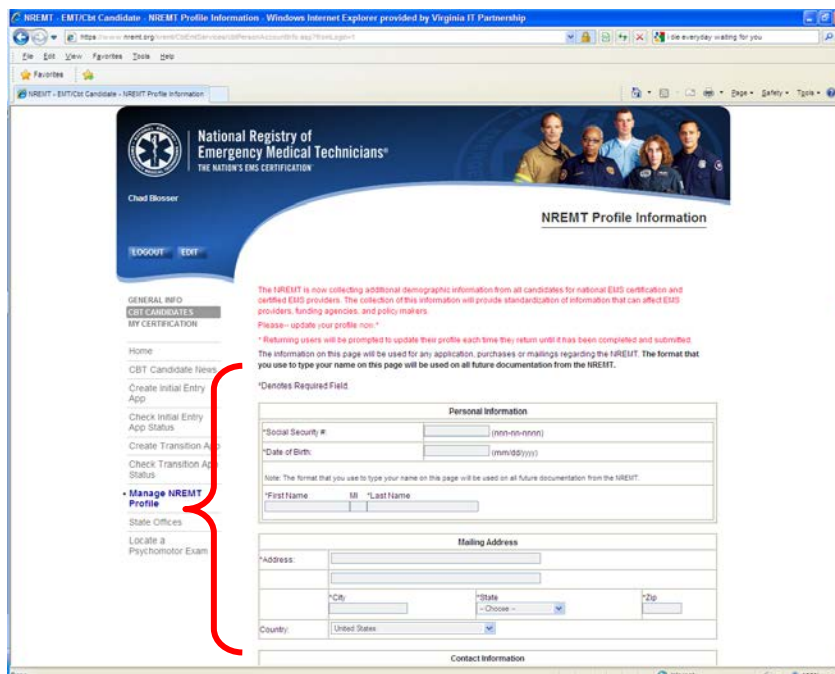 NREMT - EMT/Cbt Candidate - NREMT Profile Information - Windows Internet Explorer provided by Virginia IT Partnership
i die everyday waiting for you
File Edit View Favorites Tools Help
Favorites
NREMT - EMT/Cbt Candidate - NREMT Profile Information
Page Safety Tools
National Registry of
Emergency Medical Technicians®
THE NATION'S EMS CERTIFICATION
Chad Blosser
NREMT Profile Information
LOGOUT EDIT
The NREMT is now collecting additional demographic information from all candidates for national EMS certification and
certified EMS providers. The collection of this information will provide standardization of information that can affect EMS
providers, funding agencies, and policy makers.
Please-- update your profile now.*
* Returning users will be prompted to update their profile each time they return until it has been completed and submitted.
The information on this page will be used for any application, purchases or mailings regarding the NREMT. The format that
you use to type your name on this page will be used on all future documentation from the NREMT.
GENERAL INFO
CBT CANDIDATES
MY CERTIFICATION
Home
CBT Candidate News
Create Initial Entry
App
Check Initial Entry
App Status
Create Transition App
Check Transition App
Status
Manage NREMT
Profile
State Offices
Locate a
Psychomotor Exam
*Denotes Required Field
Personal Information
*Social Security #: (nnn-nn-nnnn)
*Date of Birth: (mm/dd/yyyy)
Note: The format that you use to type your name on this page will be used on all future documentation from the NREMT.
*First Name MI *Last Name
Mailing Address
*Address:
*City *State *Zip
-- Choose --
Country: United States
Contact Information